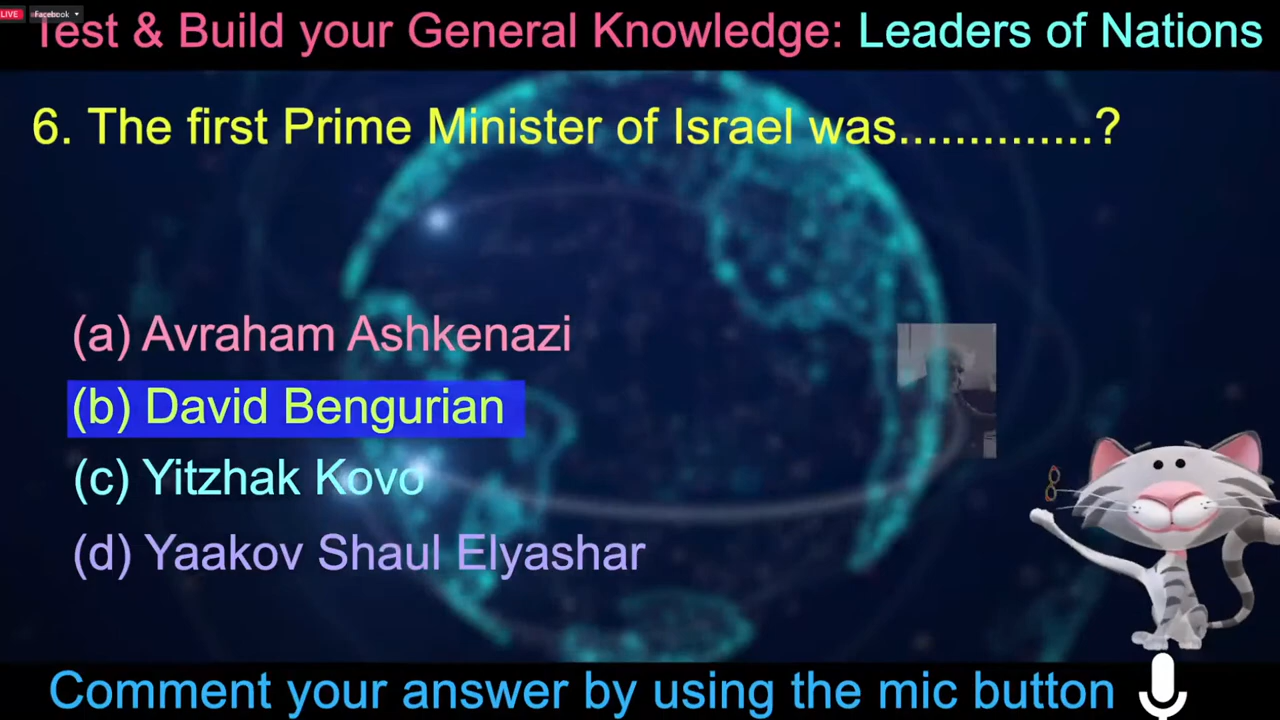 LIVE Facebook
Test & Build your General Knowledge: Leaders of Nations
6. The first Prime Minister of Israel was..............?
(a) Avraham Ashkenazi
(b) David Bengurian
(c) Yitzhak Kovo
(d) Yaakov Shaul Elyashar
Comment your answer by using the mic button